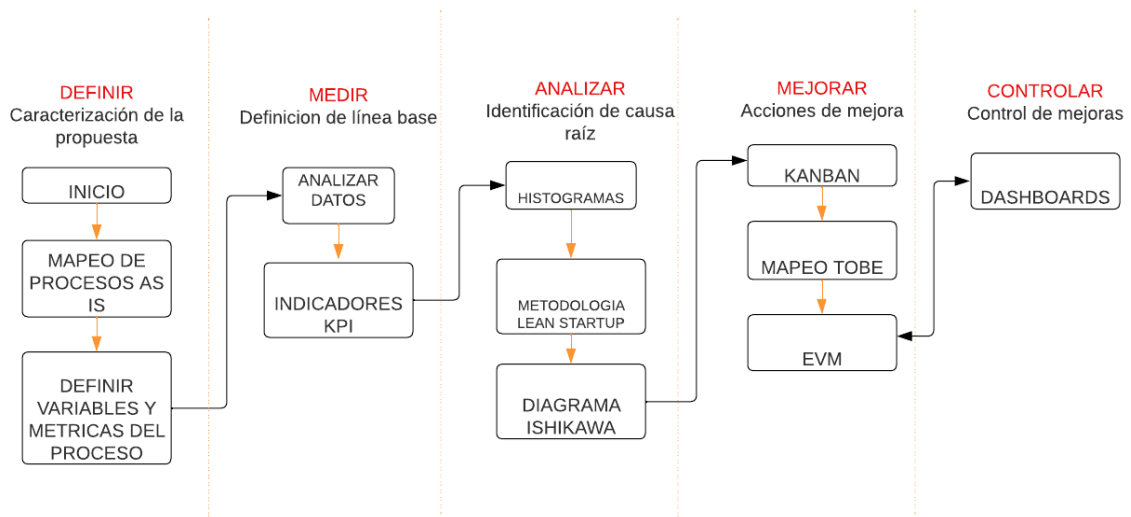 DEFINIR
Caracterización de la
propuesta
INICIO
MAPEO DE
PROCESOS AS
IS
DEFINIR
VARIABLES Y
METRICAS DEL
PROCESO
MEDIR
Definicion de línea base
ANALIZAR
DATOS
INDICADORES
KPI
ANALIZAR
Identificación de causa
raíz
HISTOGRAMAS
METODOLOGIA
LEAN STARTUP
DIAGRAMA
ISHIKAWA
MEJORAR
Acciones de mejora
KANBAN
MAPEO TOBE
EVM
CONTROLAR
Control de mejoras
DASHBOARDS